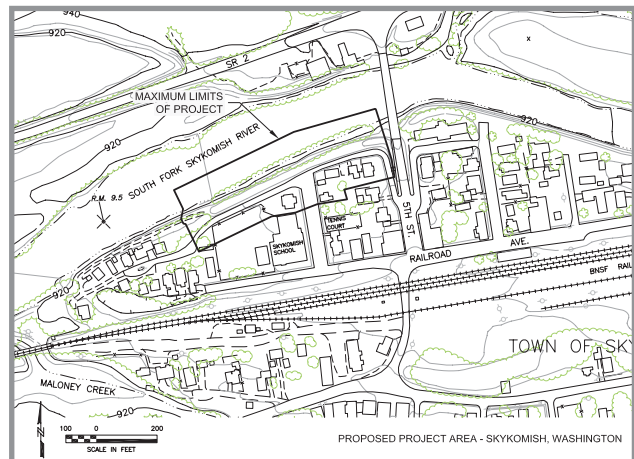 940
920
920
SR 2
MAXIMUM LIMITS
OF PROJECT
920
920
SOUTH FORK SKYKOMISH RIVER
R.M. 9.5
TENNIS
COURT
5TH ST.
SKYKOMISH
SCHOOL
RAILROAD AVE.
BNSF RAIL
920
TOWN OF SKY
MALONEY CREEK
920
N
100 0 200
SCALE IN FEET
PROPOSED PROJECT AREA - SKYKOMISH, WASHINGTON